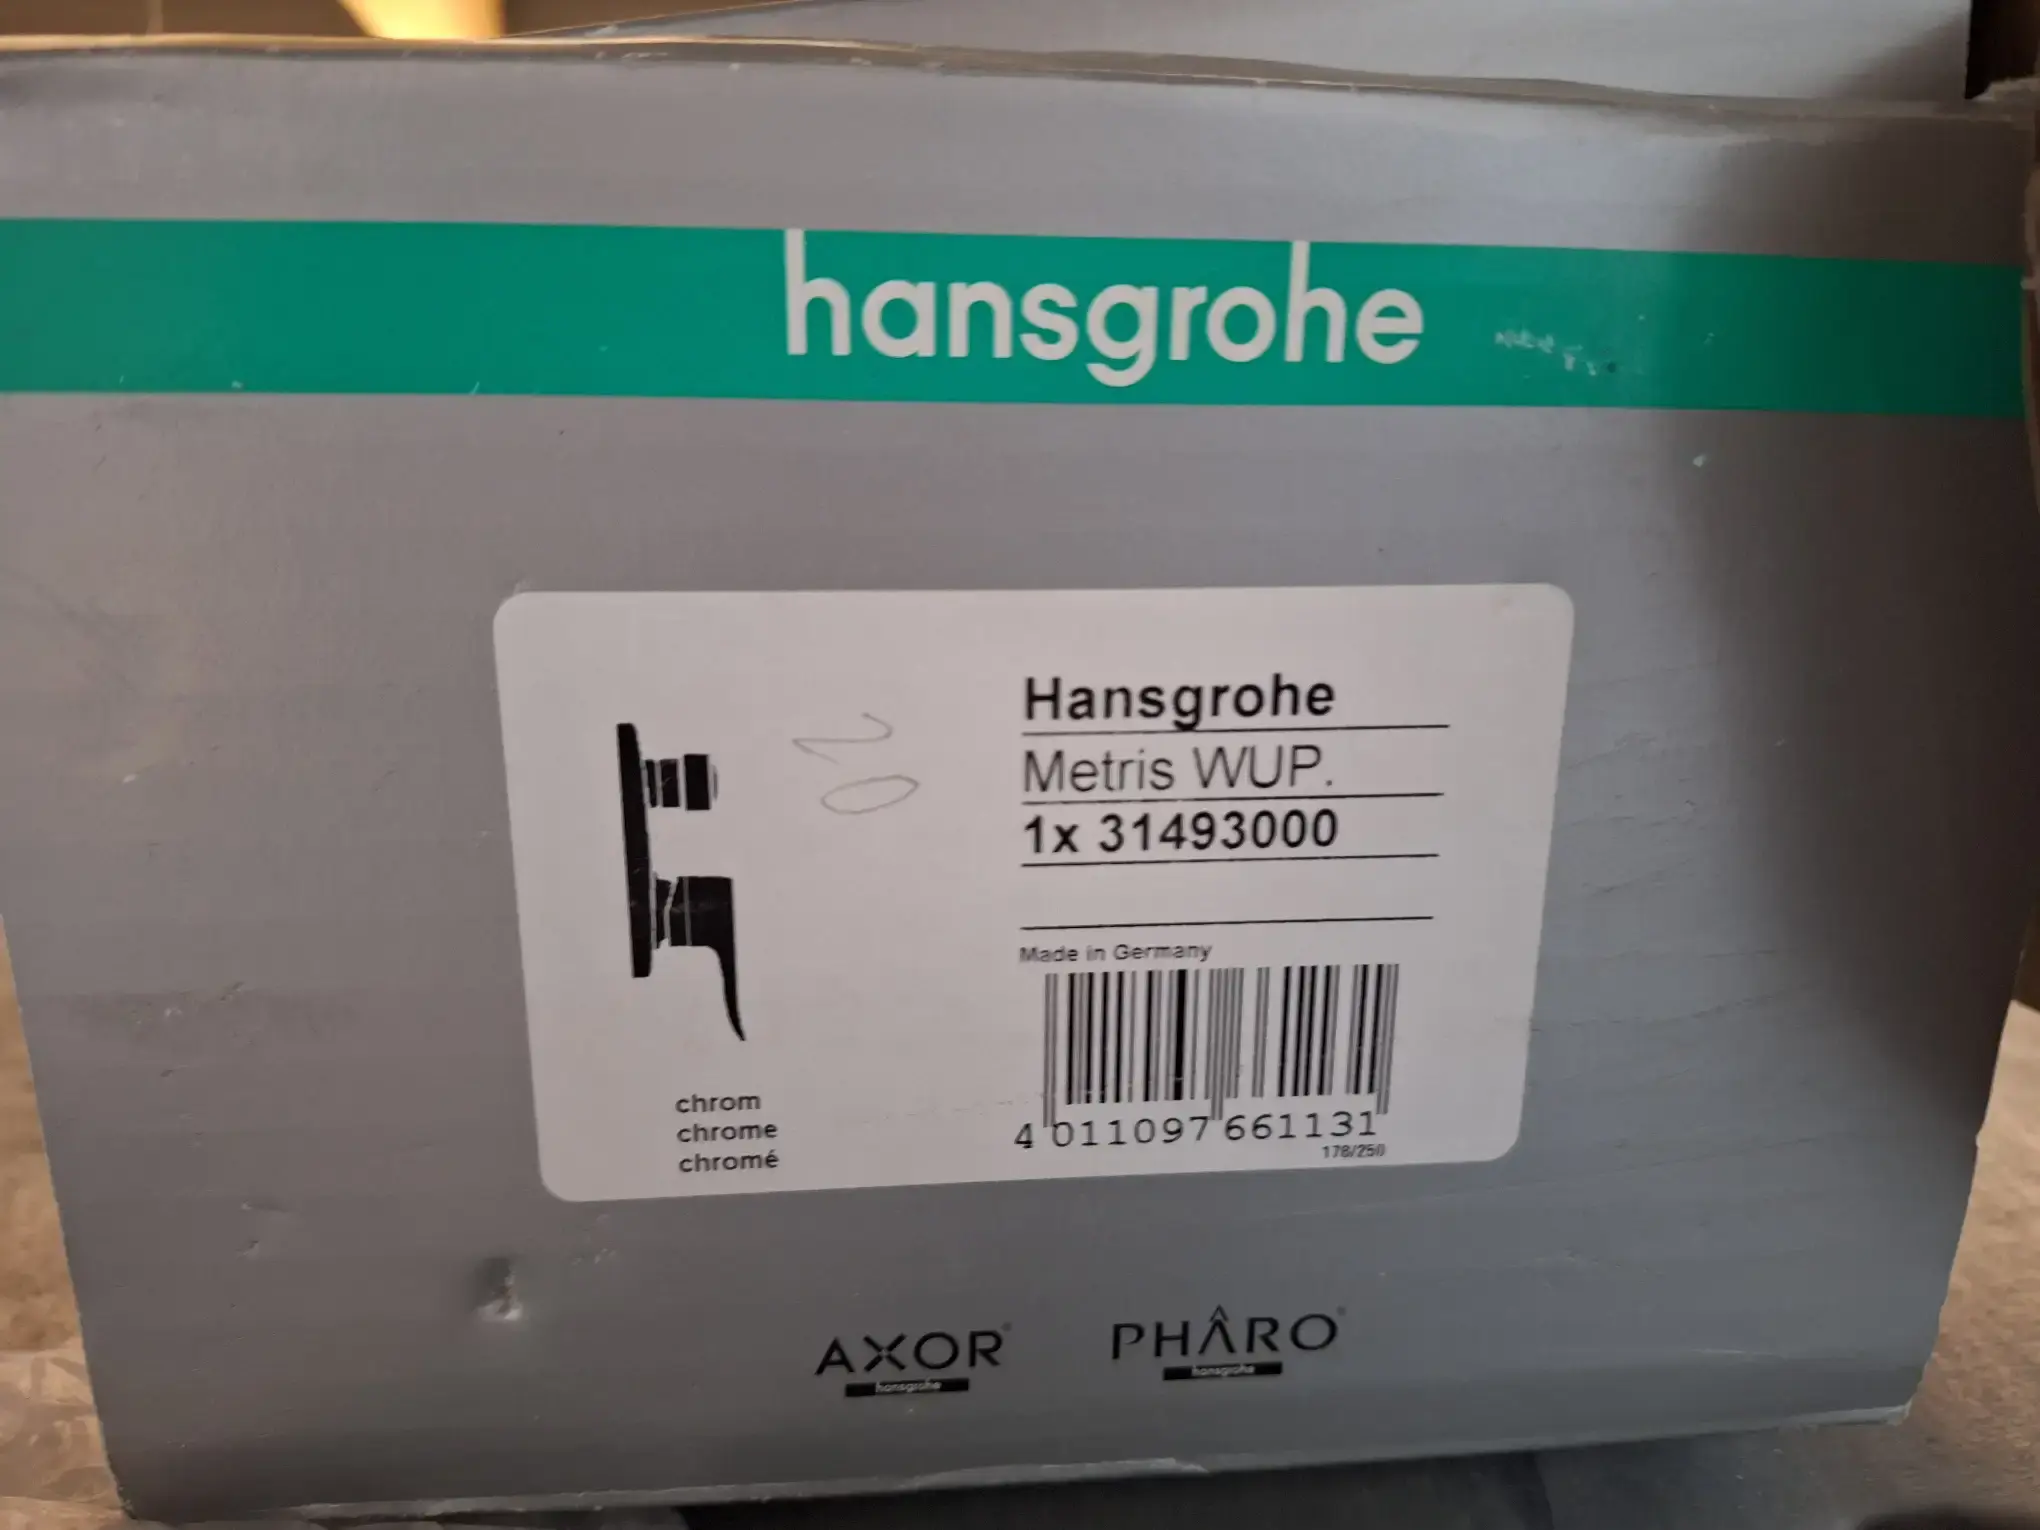 hansgrohe
Hansgrohe
Metris WUP.
1x 31493000
Made in Germany
4 011097 661131
178/250
chrom
chrome
chromé
AXOR®
hansgrohe
PHÂRO®
hansgrohe